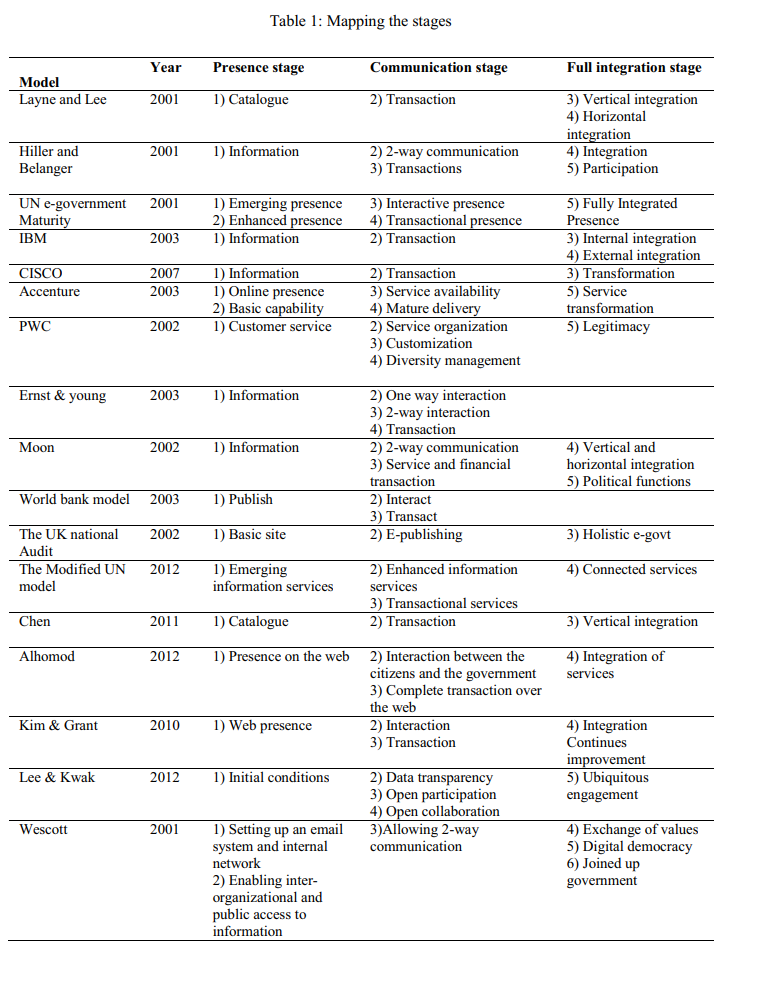 Table 1: Mapping the stages
Model Year Presence stage Communication stage Full integration stage
Layne and Lee 2001 1) Catalogue 2) Transaction 3) Vertical integration
4) Horizontal
integration
Hiller and 2001 1) Information 2) 2-way communication 4) Integration
Belanger 3) Transactions 5) Participation
UN e-government 2001 1) Emerging presence 3) Interactive presence 5) Fully Integrated
Maturity 2) Enhanced presence 4) Transactional presence Presence
IBM 2003 1) Information 2) Transaction 3) Internal integration
4) External integration
CISCO 2007 1) Information 2) Transaction 3) Transformation
Accenture 2003 1) Online presence 3) Service availability 5) Service
2) Basic capability 4) Mature delivery transformation
PWC 2002 1) Customer service 2) Service organization 5) Legitimacy
3) Customization
4) Diversity management
Ernst & young 2003 1) Information 2) One way interaction
3) 2-way interaction
4) Transaction
Moon 2002 1) Information 2) 2-way communication 4) Vertical and
3) Service and financial horizontal integration
transaction 5) Political functions
World bank model 2003 1) Publish 2) Interact
3) Transact
The UK national 2002 1) Basic site 2) E-publishing 3) Holistic e-govt
Audit
The Modified UN 2012 1) Emerging 2) Enhanced information 4) Connected services
model information services services
3) Transactional services
Chen 2011 1) Catalogue 2) Transaction 3) Vertical integration
Alhomod 2012 1) Presence on the web 2) Interaction between the 4) Integration of
citizens and the government services
3) Complete transaction over
the web
Kim & Grant 2010 1) Web presence 2) Interaction 4) Integration
3) Transaction Continues
improvement
Lee & Kwak 2012 1) Initial conditions 2) Data transparency 5) Ubiquitous
3) Open participation engagement
4) Open collaboration
Wescott 2001 1) Setting up an email 3)Allowing 2-way 4) Exchange of values
system and internal communication 5) Digital democracy
network 6) Joined up
2) Enabling inter- government
organizational and
public access to
information